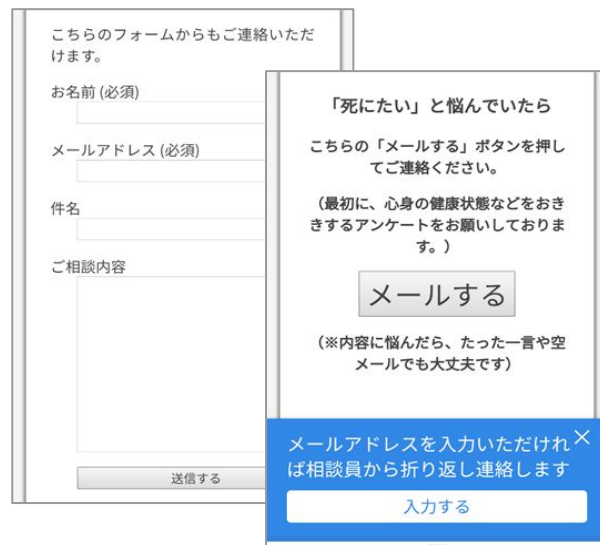 こちらのフォームからもご連絡いただ
けます。
お名前 (必須)
メールアドレス (必須)
件名
ご相談内容
送信する
「死にたい」と悩んでいたら
こちらの「メールする」ボタンを押し
てご連絡ください。
（最初に、心身の健康状態などをおき
きするアンケートをお願いしておりま
す。）
メールする
（※内容に悩んだら、たった一言や空
メールでも大丈夫です）
メールアドレスを入力いただけれ
ば相談員から折り返し連絡します
入力する